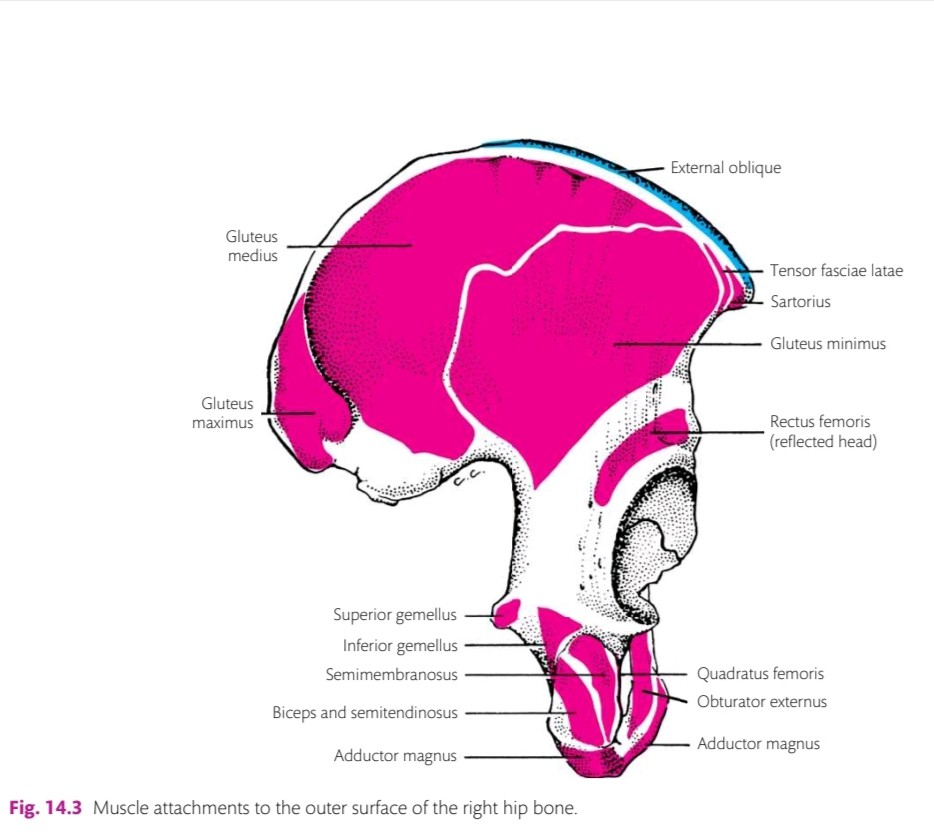 External oblique
Gluteus
medius
Tensor fasciae latae
Sartorius
Gluteus minimus
Gluteus
maximus
Rectus femoris
(reflected head)
C.C.
Superior gemellus
Inferior gemellus
Semimembranosus
Quadratus femoris
Obturator externus
Biceps and semitendinosus
Adductor magnus
Adductor magnus
Fig. 14.3 Muscle attachments to the outer surface of the right hip bone.